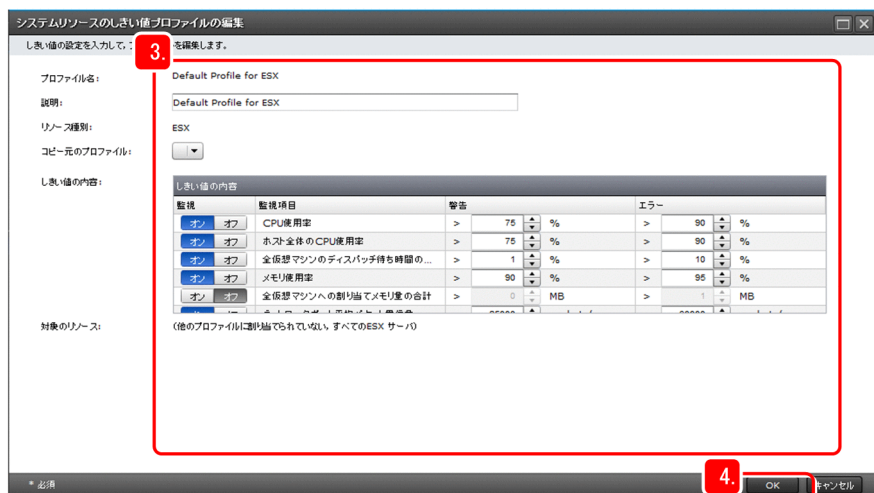 システムリソースのしきい値プロファイルの編集
しきい値の設定を入力して, を編集します。
3.
プロファイル名: Default Profile for ESX
説明: Default Profile for ESX
リソース種別: ESX
コピー元のプロファイル:
しきい値の内容: しきい値の内容
監視 監視項目 警告 エラー
オン オフ CPU使用率 > 75 % > 90 %
オン オフ ホスト全体のCPU使用率 > 75 % > 90 %
オン オフ 全仮想マシンのディスパッチ待ち時間の... > 1 % > 10 %
オン オフ メモリ使用率 > 90 % > 95 %
オン オフ 全仮想マシンへの割り当てメモリ量の合計 > 0 MB > 1 MB
対象のリソース: (他のプロファイルに割り当てられていない, すべてのESX サーバ)
4.
* 必須 OK キャンセル